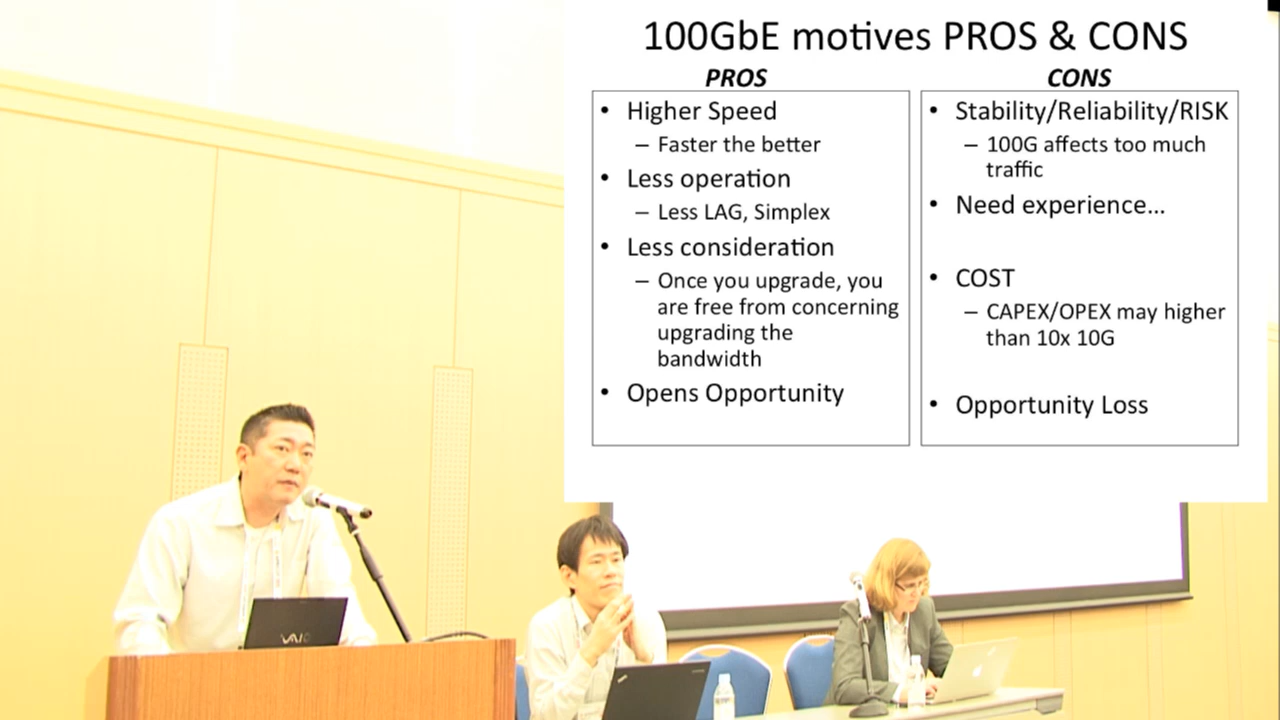 100GbE motives PROS & CONS
PROS
• Higher Speed
– Faster the better
• Less operation
– Less LAG, Simplex
• Less consideration
– Once you upgrade, you
are free from concerning
upgrading the
bandwidth
• Opens Opportunity
CONS
• Stability/Reliability/RISK
– 100G affects too much
traffic
• Need experience...
• COST
– CAPEX/OPEX may higher
than 10x 10G
• Opportunity Loss
VAIO